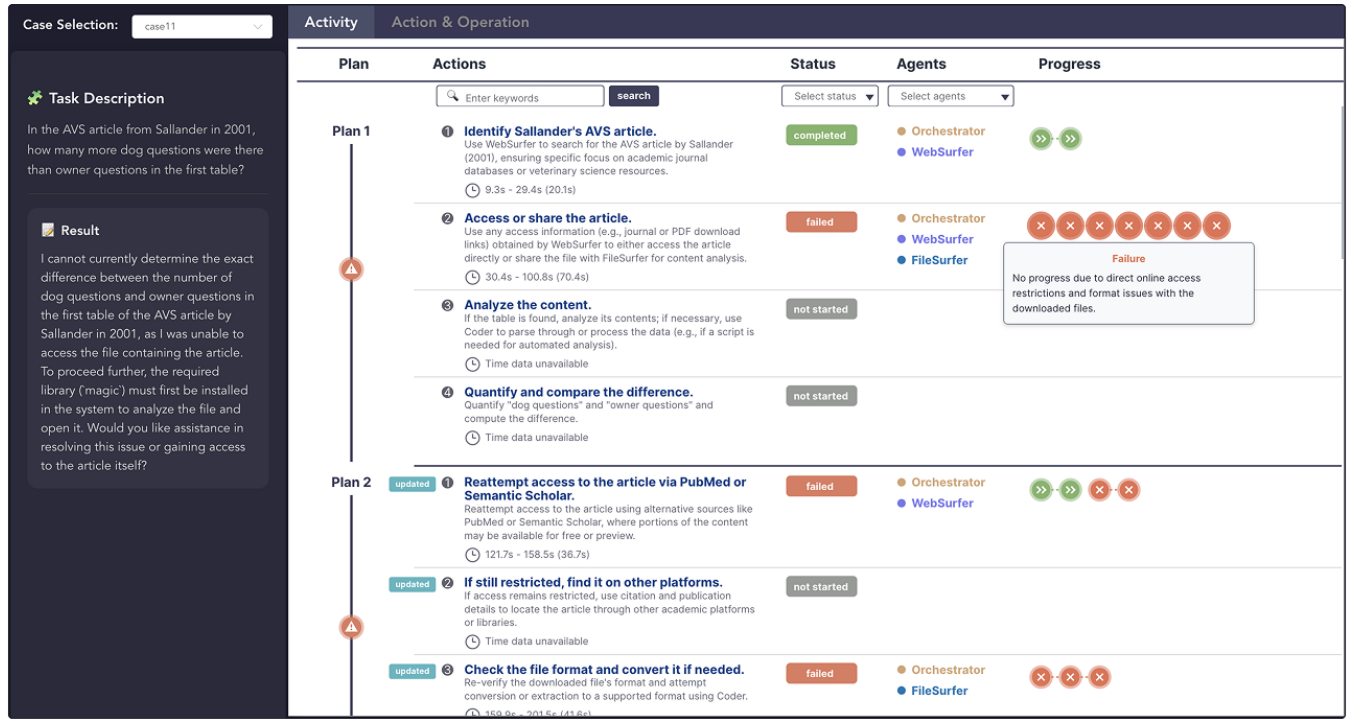 Case Selection:
case11
Activity
Action & Operation
Task Description
In the AVS article from Sallander in 2001,
how many more dog questions were there
than owner questions in the first table?
Result
I cannot currently determine the exact
difference between the number of
dog questions and owner questions in
the first table of the AVS article by
Sallander in 2001, as I was unable to
access the file containing the article.
To proceed further, the required
library (`magic`) must first be installed
in the system to analyze the file and
open it. Would you like assistance in
resolving this issue or gaining access
to the article itself?
Plan
Actions
Status
Agents
Progress
Enter keywords
search
Select status
Select agents
Plan 1
1
Identify Sallander's AVS article.
Use WebSurfer to search for the AVS article by Sallander
(2001), ensuring specific focus on academic journal
databases or veterinary science resources.
9.3s - 29.4s (20.1s)
completed
Orchestrator
WebSurfer
2
Access or share the article.
Use any access information (e.g., journal or PDF download
links) obtained by WebSurfer to either access the article
directly or share the file with FileSurfer for content analysis.
30.4s - 100.8s (70.4s)
failed
Orchestrator
WebSurfer
FileSurfer
Failure
No progress due to direct online access
restrictions and format issues with the
downloaded files.
3
Analyze the content.
If the table is found, analyze its contents; if necessary, use
Coder to parse through or process the data (e.g., if a script is
needed for automated analysis).
Time data unavailable
not started
4
Quantify and compare the difference.
Quantify "dog questions" and "owner questions" and
compute the difference.
Time data unavailable
not started
Plan 2
updated
1
Reattempt access to the article via PubMed or
Semantic Scholar.
Reattempt access to the article using alternative sources like
PubMed or Semantic Scholar, where portions of the content
may be available for free or preview.
121.7s - 158.5s (36.7s)
failed
Orchestrator
WebSurfer
updated
2
If still restricted, find it on other platforms.
If access remains restricted, use citation and publication
details to locate the article through other academic platforms
or libraries.
Time data unavailable
not started
updated
3
Check the file format and convert it if needed.
Re-verify the downloaded file's format and attempt
conversion or extraction to a supported format using Coder.
159.9s - 201.5s (41.6s)
failed
Orchestrator
FileSurfer